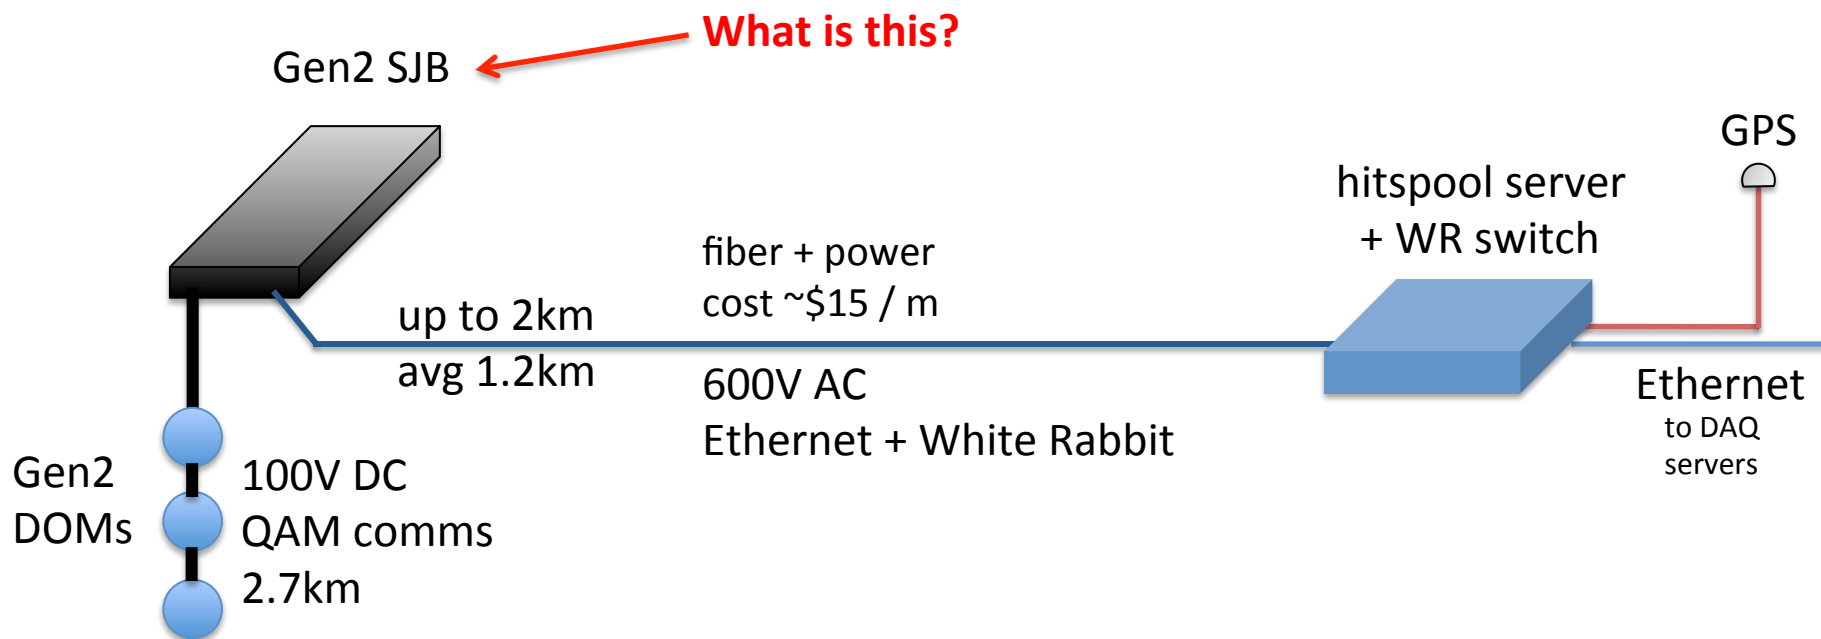 What is this?
Gen2 SJB
GPS
hitspool server
+ WR switch
fiber + power
cost ~$15 / m
up to 2km
avg 1.2km
600V AC
Ethernet + White Rabbit
Ethernet
to DAQ
servers
Gen2
DOMs
100V DC
QAM comms
2.7km